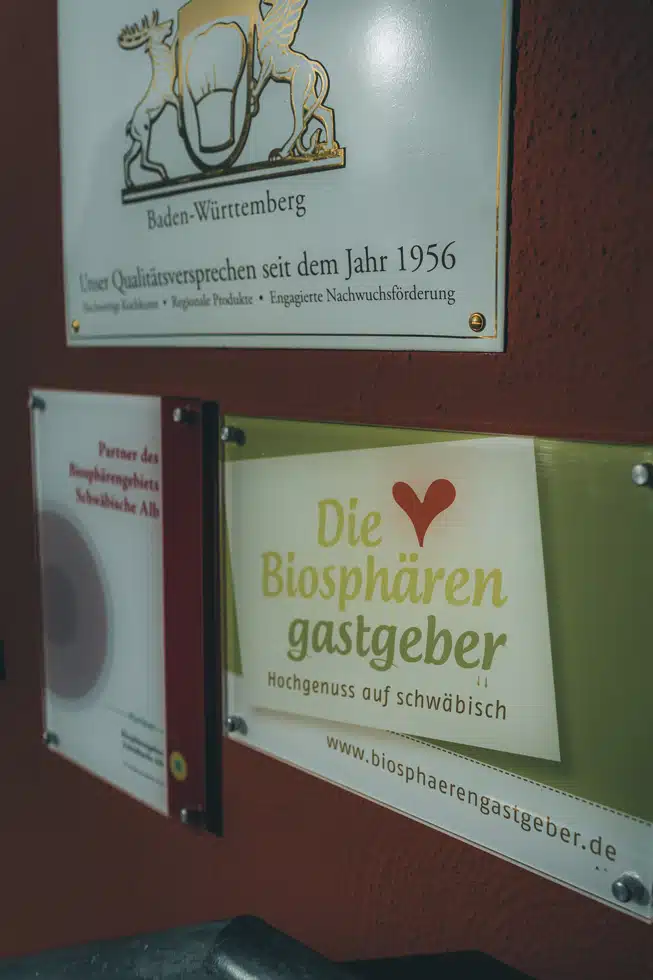 Baden-Württemberg
Unser Qualitätsversprechen seit dem Jahr 1956
Kochkunst • Regionale Produkte • Engagierte Nachwuchsförderung
Partner des
Biosphärengebiets
Schwäbische Alb
Die
Biosphären
gastgeber
Hochgenuss auf schwäbisch
www.biosphaerengastgeber.de